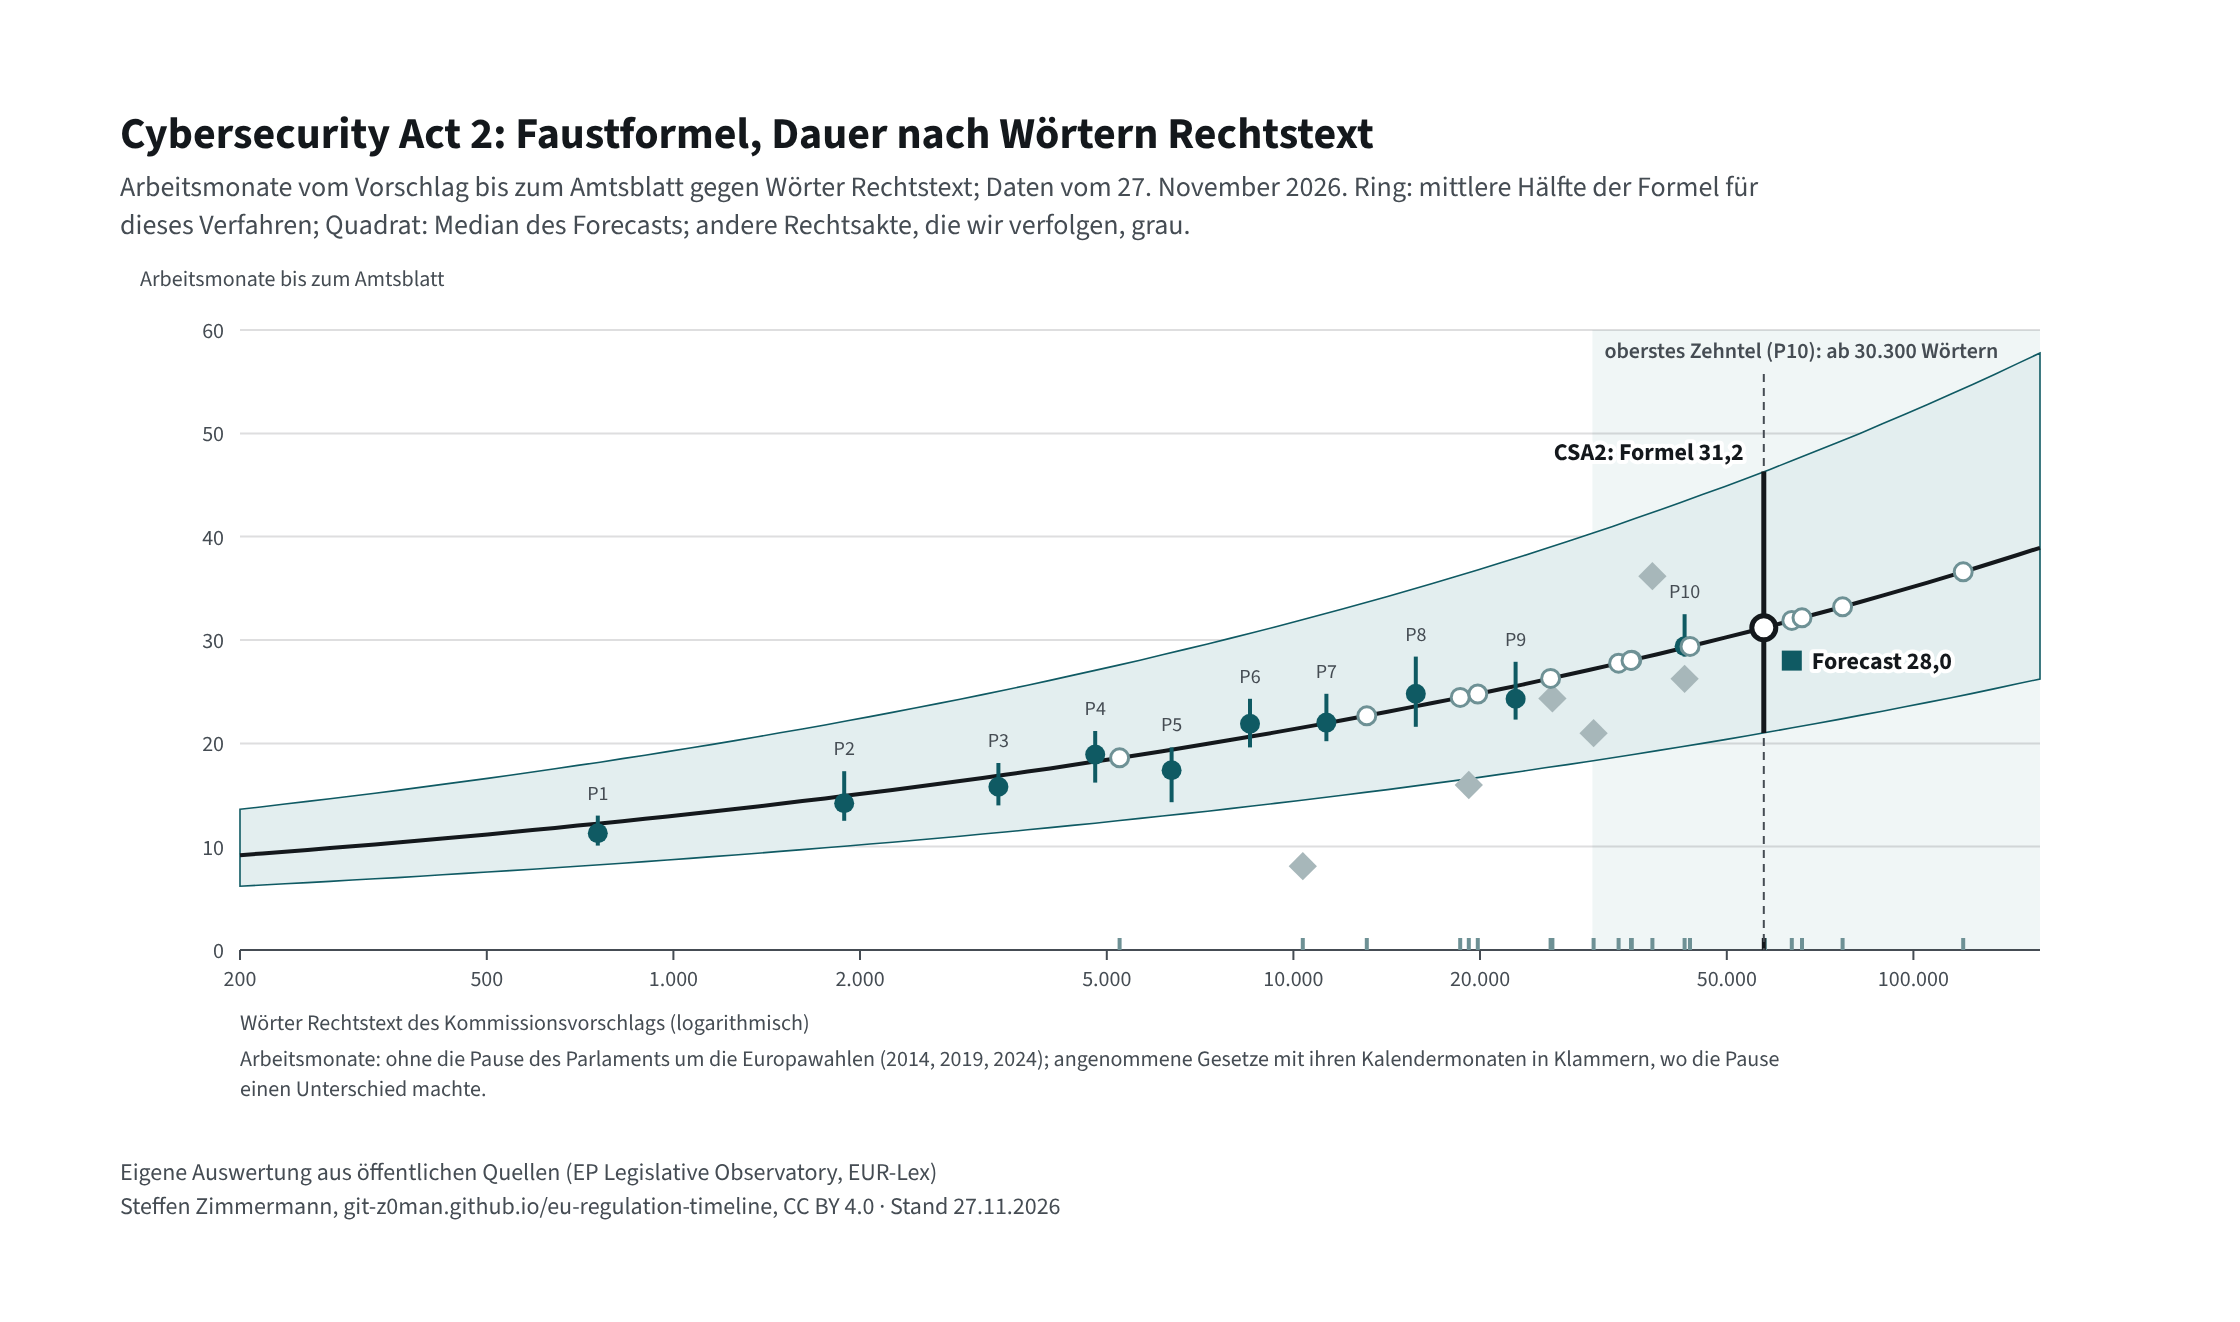 Cybersecurity Act 2: Faustformel, Dauer nach Wörtern Rechtstext
Arbeitsmonate vom Vorschlag bis zum Amtsblatt gegen Wörter Rechtstext; Daten vom 27. November 2026. Ring: mittlere Hälfte der Formel für
dieses Verfahren; Quadrat: Median des Forecasts; andere Rechtsakte, die wir verfolgen, grau.
Arbeitsmonate bis zum Amtsblatt
60
oberstes Zehntel (P10): ab 30.300 Wörtern
50
CSA2: Formel 31,2
40
P10
30
P8
P9
Forecast 28,0
P6
P7
P4
P5
20
P3
P2
P1
10
0
200 500 1.000 2.000 5.000 10.000 20.000 50.000 100.000
Wörter Rechtstext des Kommissionsvorschlags (logarithmisch)
Arbeitsmonate: ohne die Pause des Parlaments um die Europawahlen (2014, 2019, 2024); angenommene Gesetze mit ihren Kalendermonaten in Klammern, wo die Pause
einen Unterschied machte.
Eigene Auswertung aus öffentlichen Quellen (EP Legislative Observatory, EUR-Lex)
Steffen Zimmermann, git-z0man.github.io/eu-regulation-timeline, CC BY 4.0 · Stand 27.11.2026